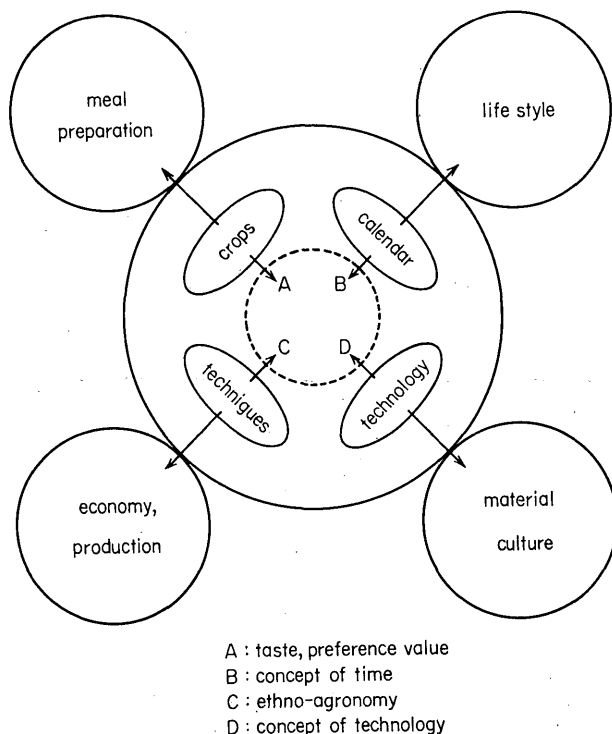 meal
preparation
life style
crops
calendar
A
B
C
D
techniques
technology
economy,
production
material
culture
A : taste, preference value
B : concept of time
C : ethno-agronomy
D : concept of technology